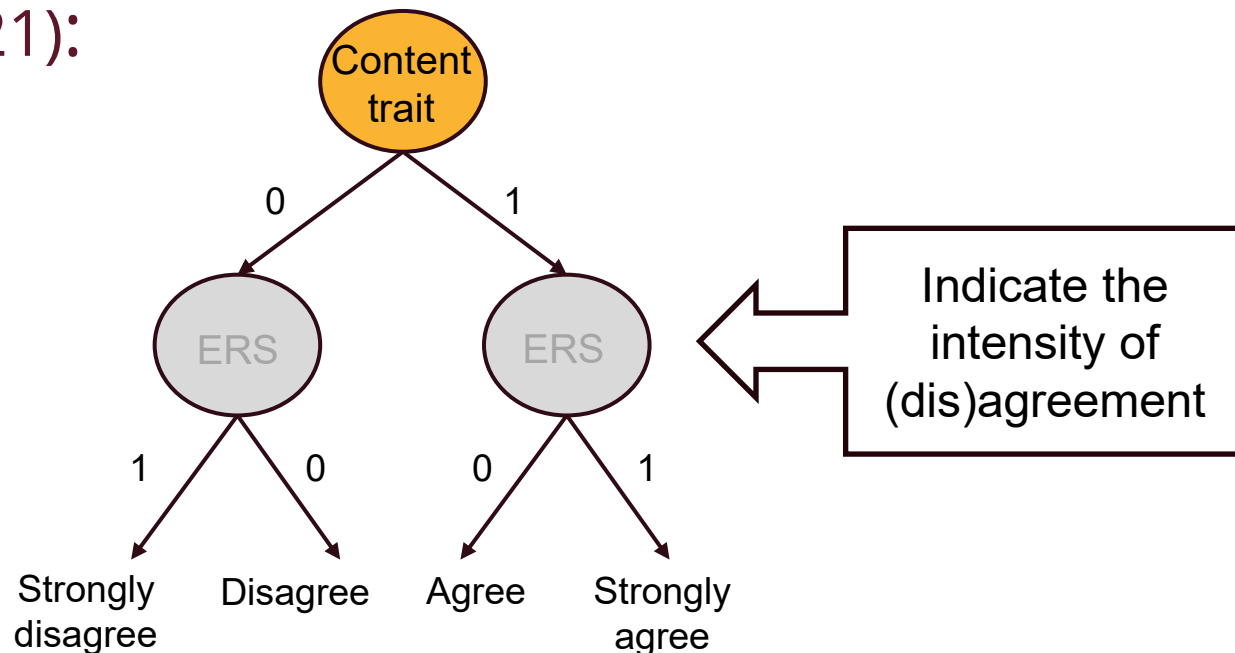 21):
Content
trait
0
1
ERS
ERS
Indicate the
intensity of
(dis)agreement
1
0
0
1
Strongly
disagree
Disagree
Agree
Strongly
agree